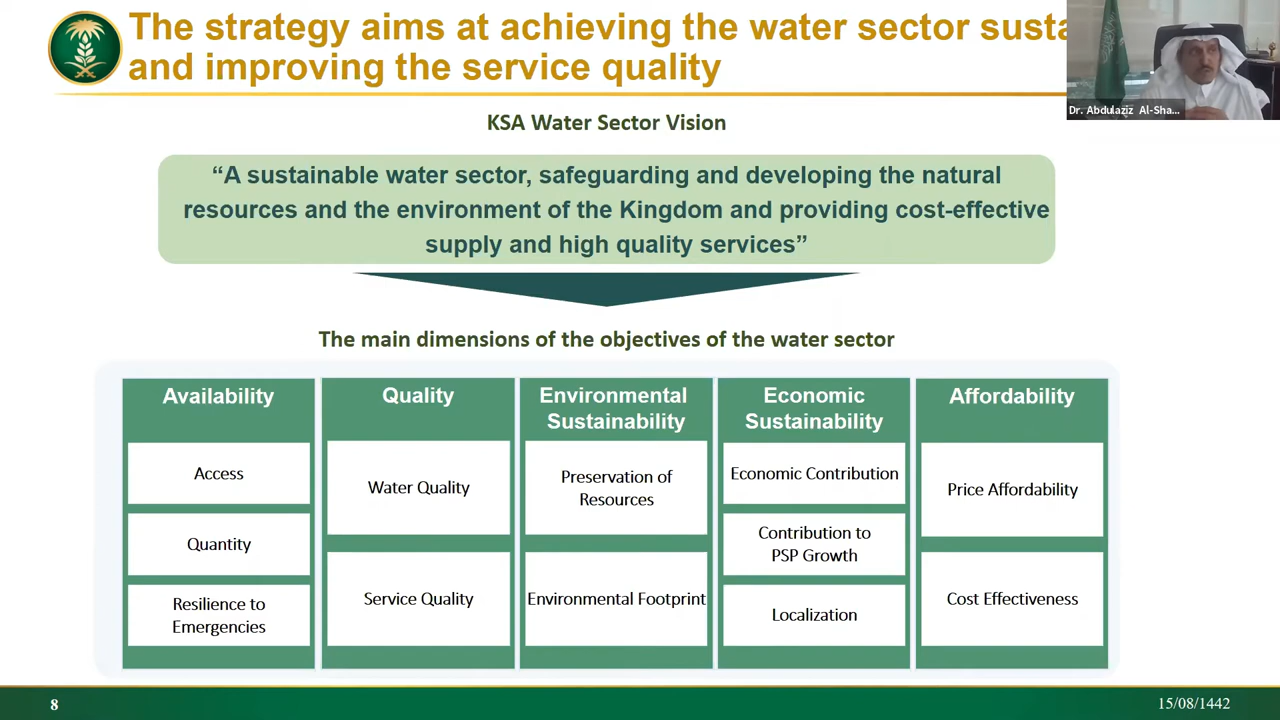 The strategy aims at achieving the water sector
and improving the service quality
Dr. Abdulaziz Al-Sha...
KSA Water Sector Vision
“A sustainable water sector, safeguarding and developing the natural
resources and the environment of the Kingdom and providing cost-effective
supply and high quality services”
The main dimensions of the objectives of the water sector
Availability
Access
Quantity
Resilience to
Emergencies
Quality
Water Quality
Service Quality
Environmental
Sustainability
Preservation of
Resources
Environmental Footprint
Economic
Sustainability
Economic Contribution
Contribution to
PSP Growth
Localization
Affordability
Price Affordability
Cost Effectiveness
8
15/08/1442